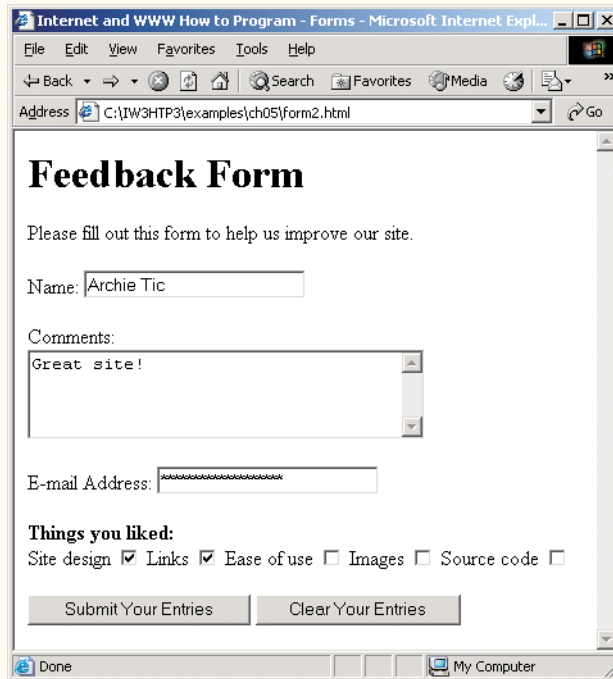 Internet and WWW How to Program - Forms - Microsoft Internet Expl...
File Edit View Favorites Tools Help
Back Search Favorites Media »
Address C:\IW3HTP3\examples\ch05\form2.html Go
Feedback Form
Please fill out this form to help us improve our site.
Name: Archie Tic
Comments:
Great site!
E-mail Address:
Things you liked:
Site design Links Ease of use Images Source code
Submit Your Entries Clear Your Entries
Done My Computer